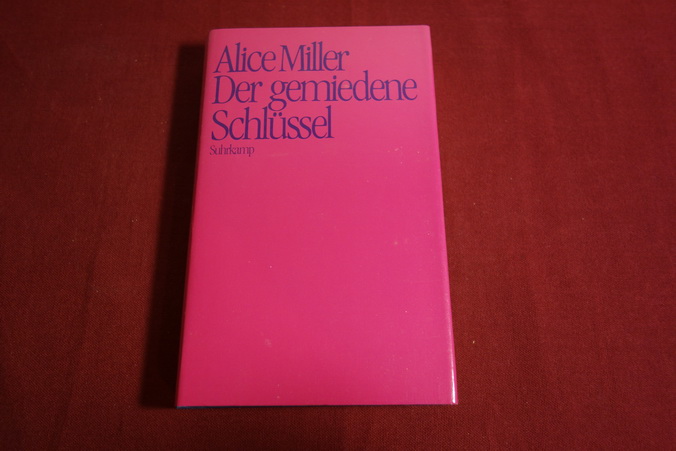 Alice Miller
Der gemiedene
Schlüssel
Suhrkamp